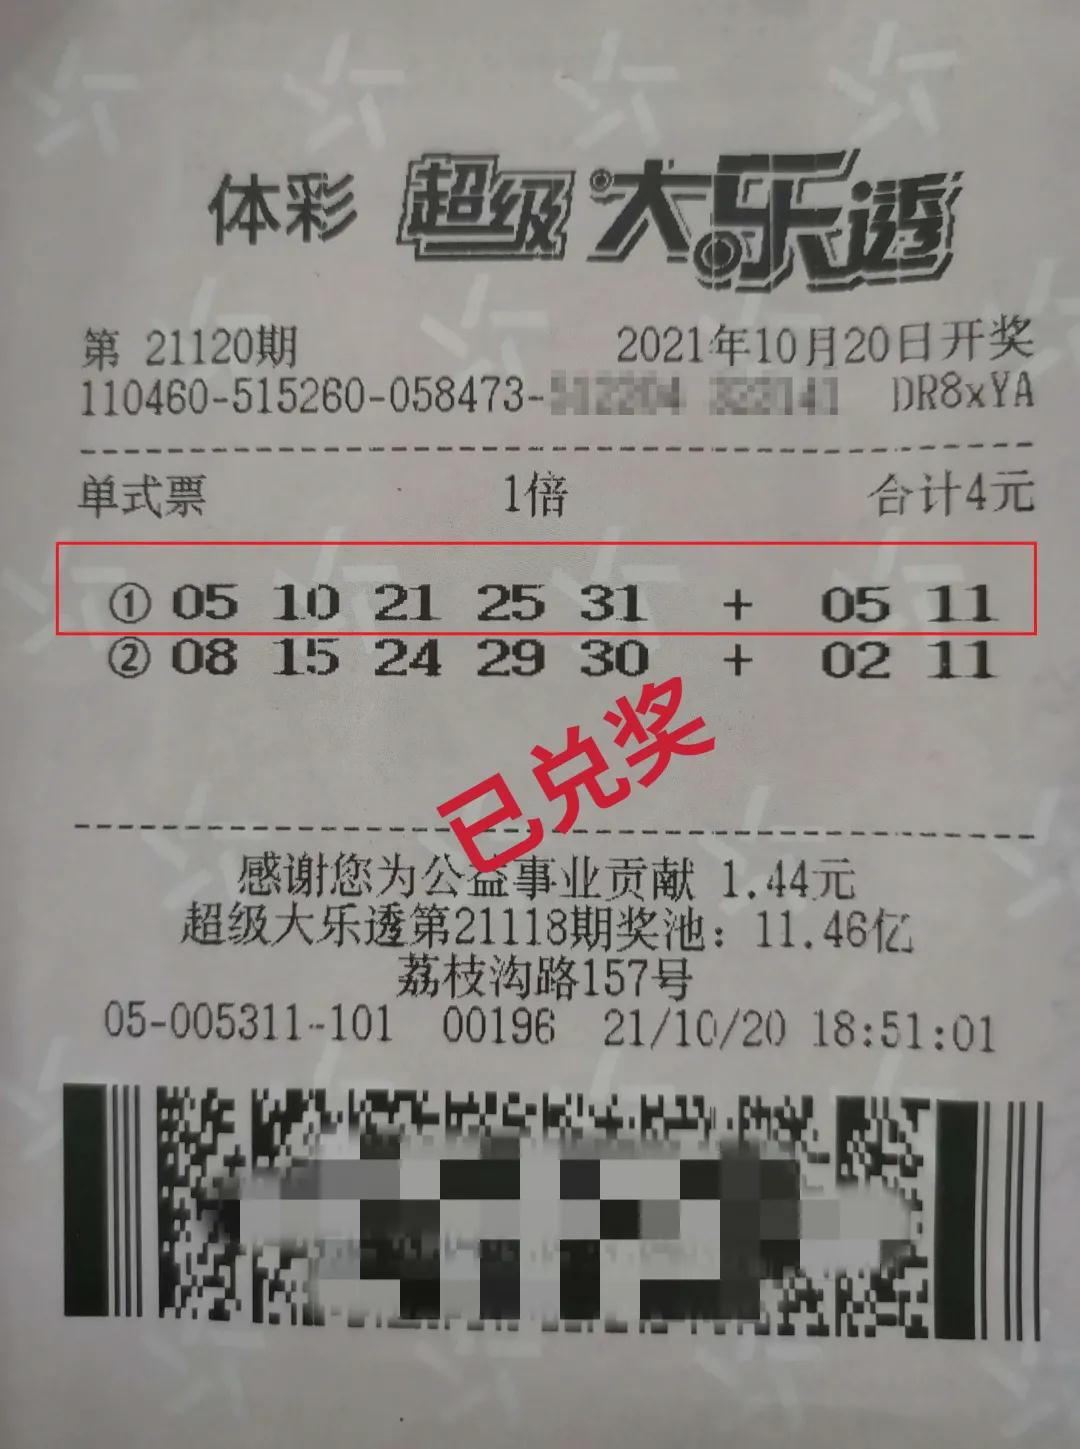 体彩 超级大乐透
第 21120期 2021年10月20日开奖
110460-515260-058473- DR8xYA
单式票 1倍 合计4元
① 05 10 21 25 31 + 05 11
② 08 15 24 29 30 + 02 11
已兑奖
感谢您为公益事业贡献 1.44元
超级大乐透第21118期奖池: 11.46亿
荔枝沟路157号
05-005311-101 00196 21/10/20 18:51:01